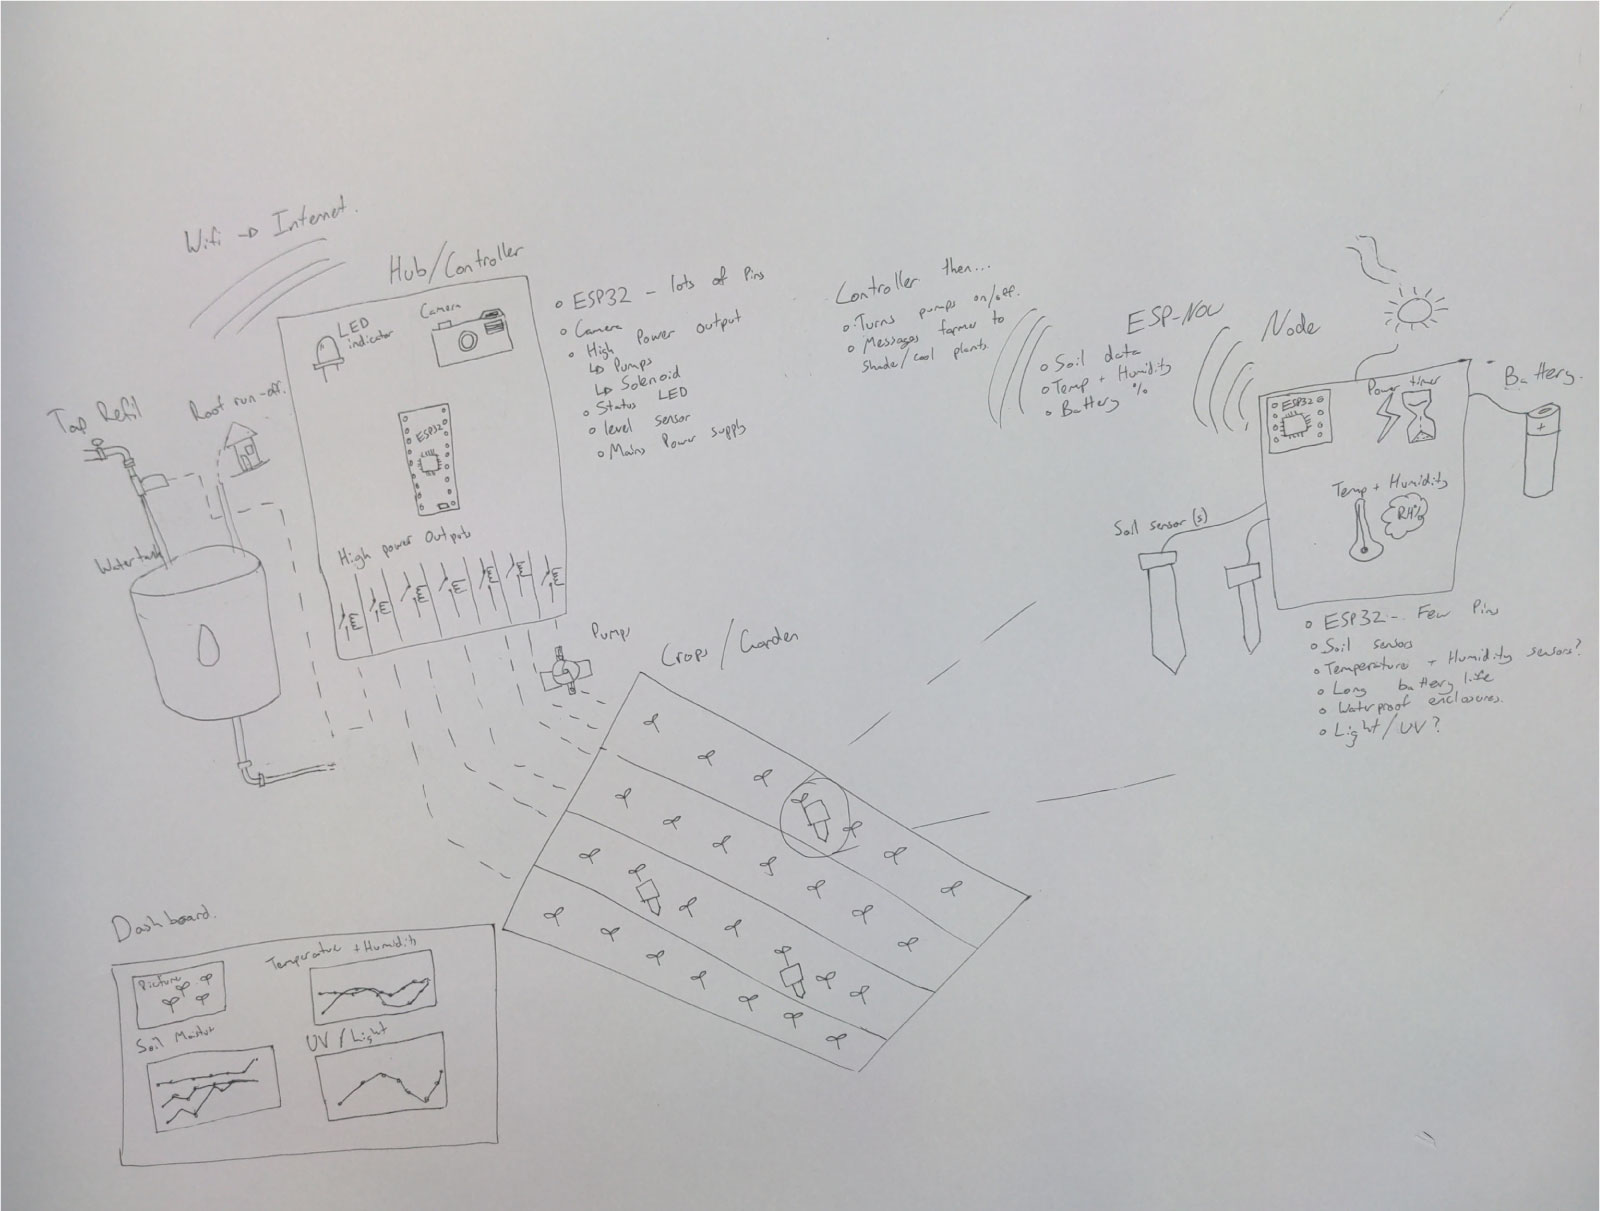 Wifi → Internet.
Hub/Controller
LED
indicator
Camera
ESP32
High power Outputs
• ESP32 - lots of Pins
• Camera
• High Power Output
↳ Pumps
↳ Solenoid
• Status LED
• level sensor
• Mains Power supply
Tap Refil
Roof run-off.
Water tank
Pumps
Crops/Garden
Controller then...
• Turns pumps on/off.
• Messages farmer to
shade/cool plants.
ESP-NOW
• Soil data
• Temp + Humidity
• Battery %
Node
ESP32
Power timer
Battery.
+
Temp + Humidity
RH%
Soil sensor(s)
• ESP32 - Few Pins
• Soil sensors
• Temperature + Humidity sensors?
• Long battery life
• Waterproof enclosures.
• Light/UV?
Dashboard.
Picture
Temperature + Humidity
Soil
UV/Light